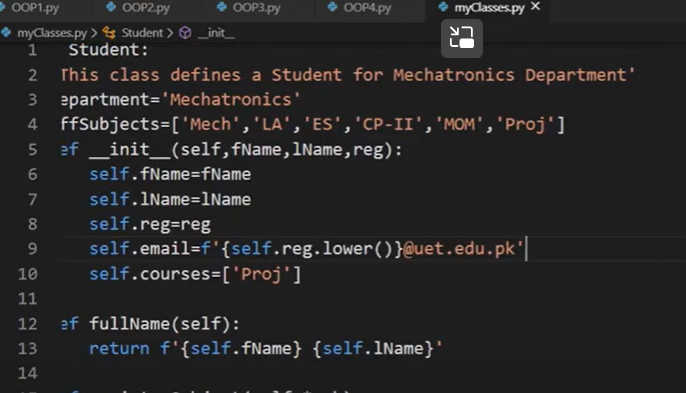 OOP1.py OOP2.py OOP3.py OOP4.py myClasses.py ×
myClasses.py > Student > __init__
1 Student:
2 This class defines a Student for Mechatronics Department'
3 epartment='Mechatronics'
4 ffSubjects=['Mech','LA','ES','CP-II','MOM','Proj']
5 ef __init__(self,fName,lName,reg):
6 self.fName=fName
7 self.lName=lName
8 self.reg=reg
9 self.email=f'{self.reg.lower()}@uet.edu.pk'
10 self.courses=['Proj']
11
12 ef fullName(self):
13 return f'{self.fName} {self.lName}'
14